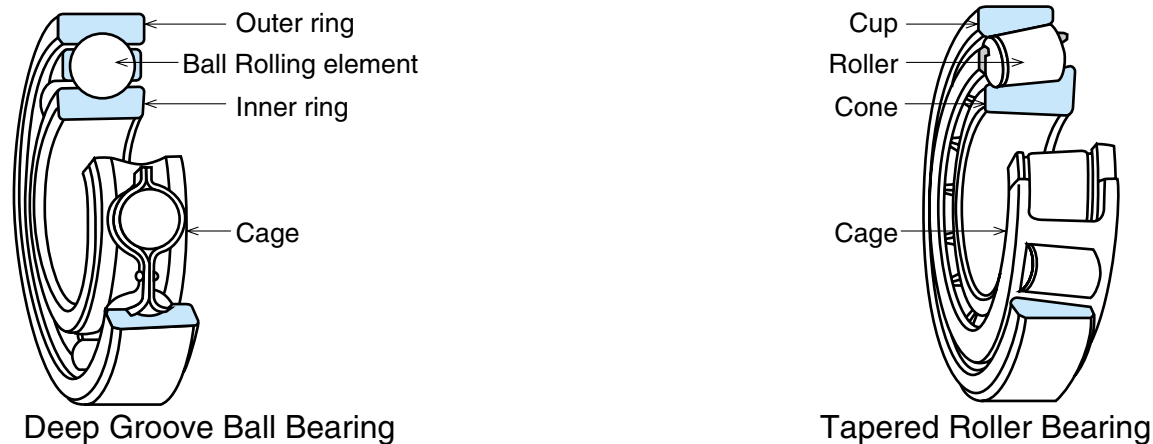 Outer ring
Ball Rolling element
Inner ring
Cage
Deep Groove Ball Bearing
Cup
Roller
Cone
Cage
Tapered Roller Bearing